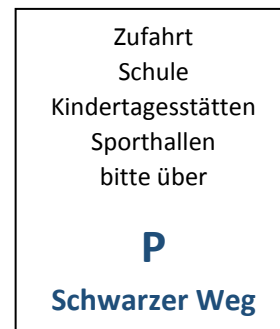 Zufahrt
Schule
Kindertagesstätten
Sporthallen
bitte über
P
Schwarzer Weg